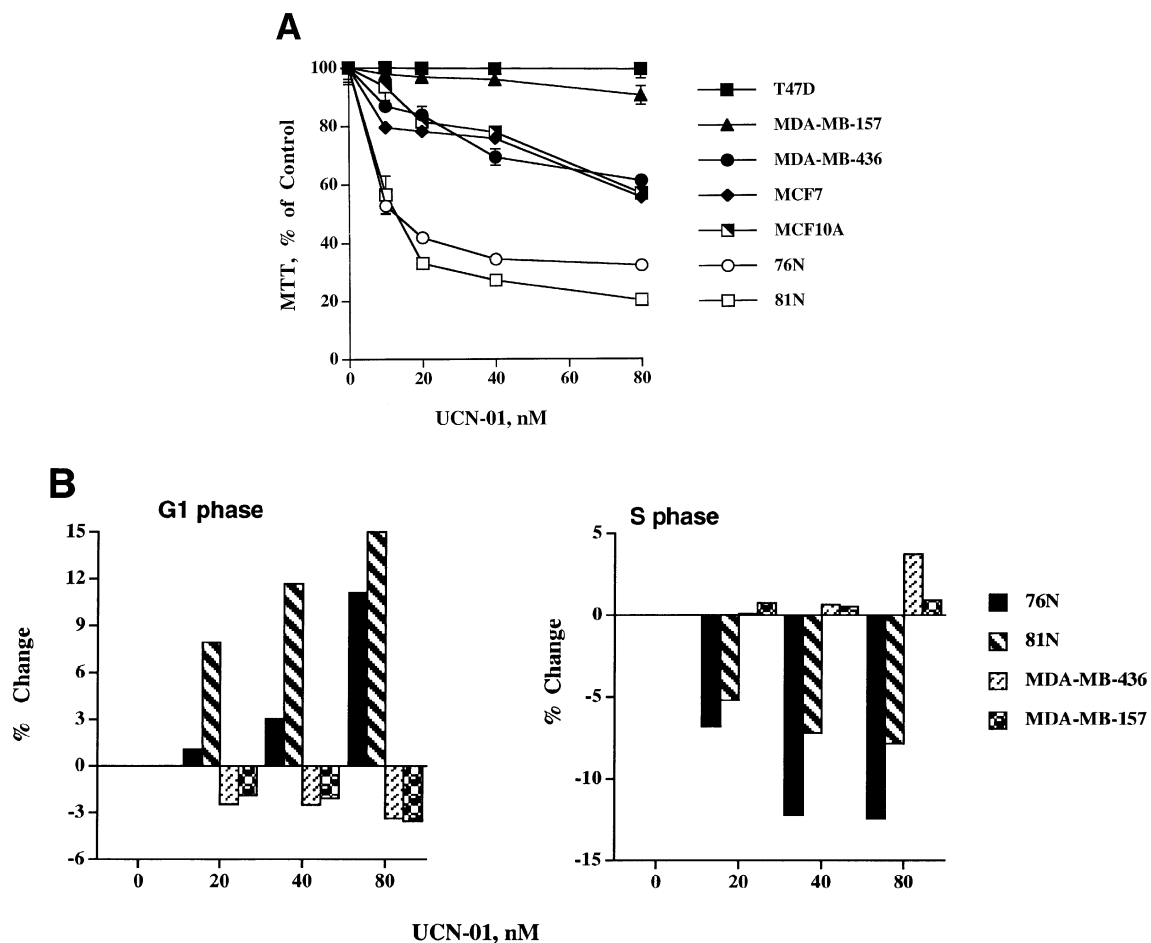 A
100
80
60
40
20
0
MTT, % of Control
0 20 40 60 80
UCN-01, nM
T47D
MDA-MB-157
MDA-MB-436
MCF7
MCF10A
76N
81N
B
G1 phase
15
12
9
6
3
0
-3
-6
% Change
0 20 40 80
S phase
5
0
-5
-10
-15
% Change
0 20 40 80
76N
81N
MDA-MB-436
MDA-MB-157
UCN-01, nM